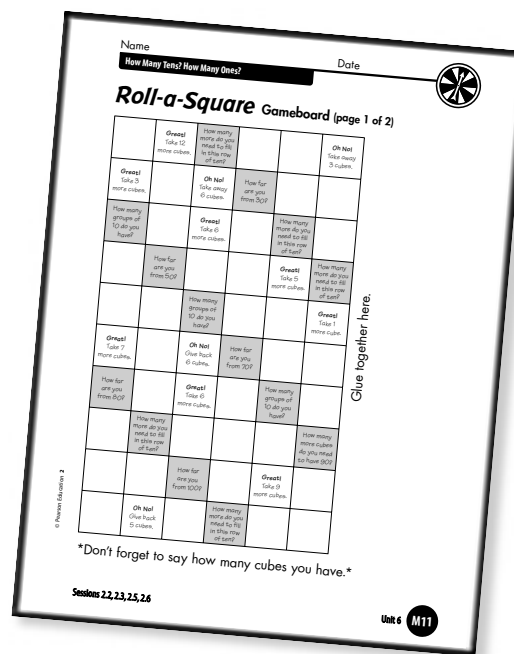 Name
Date
How Many Tens? How Many Ones?
Roll-a-Square Gameboard (page 1 of 2)
Great!
Take 12
more cubes.
How many
more do you
need to fill
in this row
of ten?
Oh No!
Take away
3 cubes.
Great!
Take 3
more cubes.
Oh No!
Take away
6 cubes.
How far
are you
from 30?
How many
groups of
10 do you
have?
Great!
Take 6
more cubes.
How many
more do you
need to fill
in this row
of ten?
How far
are you
from 50?
Great!
Take 5
more cubes.
How many
more do you
need to fill
in this row
of ten?
How many
groups of
10 do you
have?
Great!
Take 1
more cube.
Great!
Take 7
more cubes.
Oh No!
Give back
6 cubes.
How far
are you
from 70?
How far
are you
from 80?
Great!
Take 6
more cubes.
How many
groups of
10 do you
have?
How many
more do you
need to fill
in this row
of ten?
How many
more cubes
do you need
to have 90?
How far
are you
from 100?
Great!
Take 9
more cubes.
Oh No!
Give back
5 cubes.
How many
more do you
need to fill
in this row
of ten?
Glue together here.
*Don't forget to say how many cubes you have.*
© Pearson Education 2
Sessions 2.2, 2.3, 2.5, 2.6
Unit 6 M11